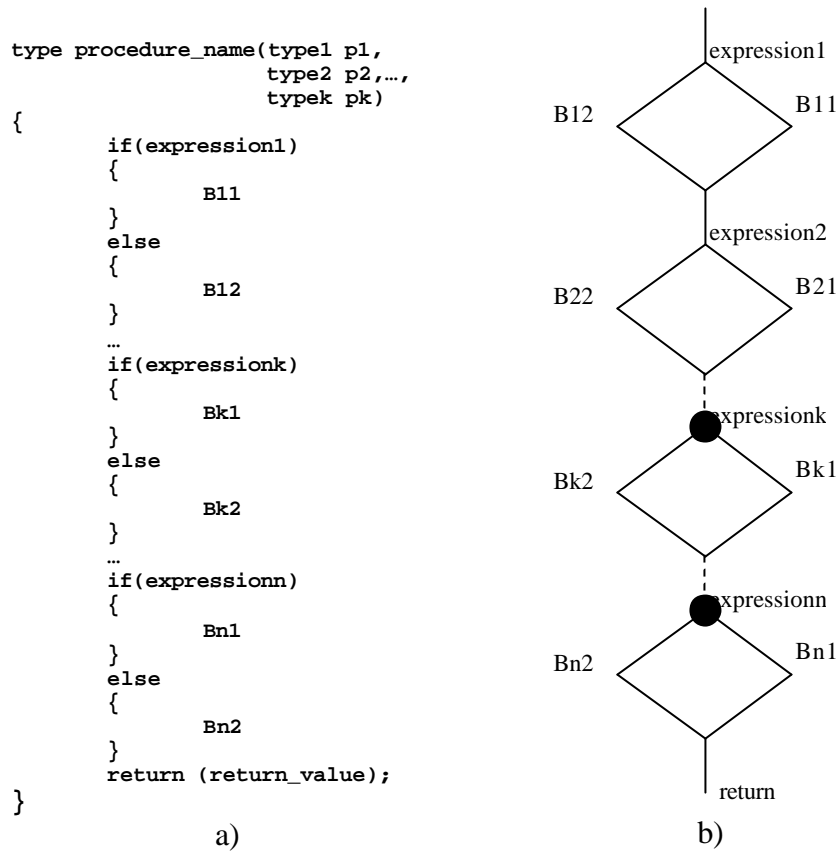 type procedure_name(type1 p1,
type2 p2,…,
typek pk)
{
if(expression1)
{
B11
}
else
{
B12
}
…
if(expressionk)
{
Bk1
}
else
{
Bk2
}
…
if(expressionn)
{
Bn1
}
else
{
Bn2
}
return (return_value);
}
a)
expression1
B12 B11
expression2
B22 B21
expressionk
Bk2 Bk1
expressionn
Bn2 Bn1
return
b)